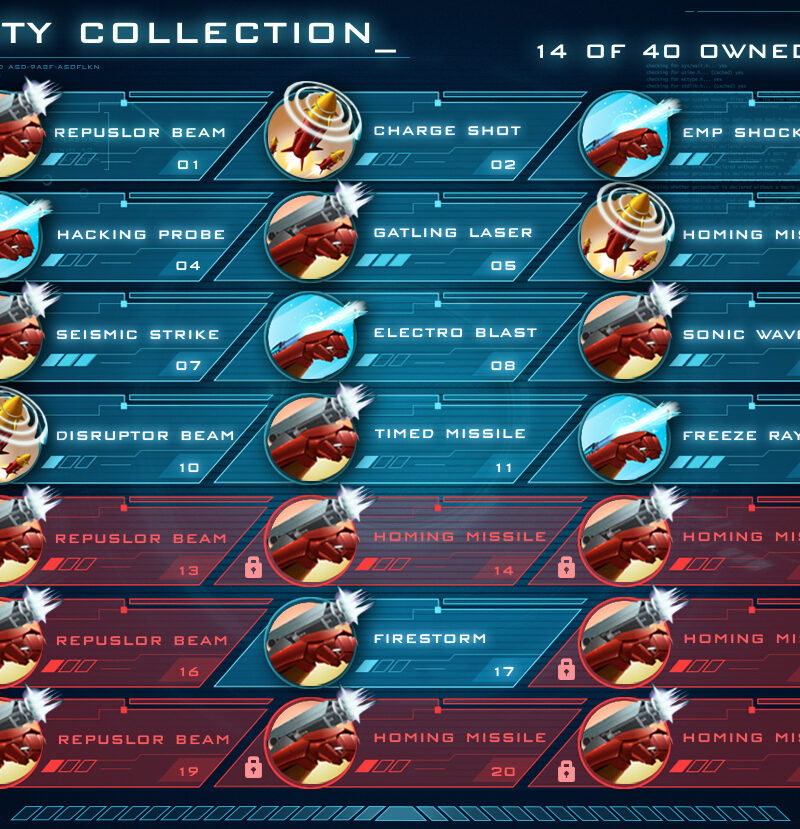 TY COLLECTION_
14 OF 40 OWNED
REPUSLOR BEAM
01
CHARGE SHOT
02
EMP SHOCK
HACKING PROBE
04
GATLING LASER
05
HOMING MIS
SEISMIC STRIKE
07
ELECTRO BLAST
08
SONIC WAVE
DISRUPTOR BEAM
10
TIMED MISSILE
11
FREEZE RAY
REPUSLOR BEAM
13
HOMING MISSILE
14
HOMING MIS
REPUSLOR BEAM
16
FIRESTORM
17
HOMING MIS
REPUSLOR BEAM
19
HOMING MISSILE
20
HOMING MIS